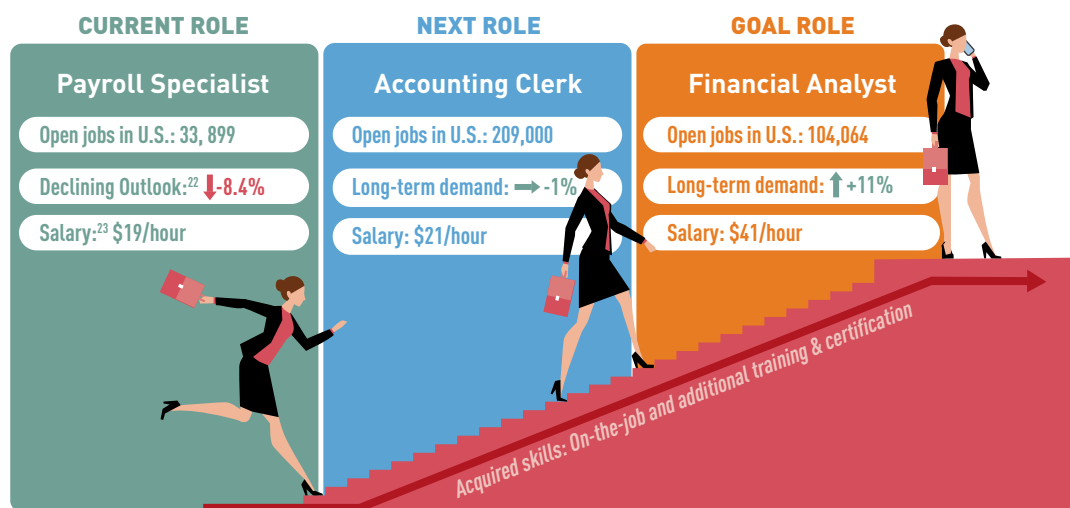 CURRENT ROLE
Payroll Specialist
Open jobs in U.S.: 33, 899
Declining Outlook:²² -8.4%
Salary:²³ $19/hour
NEXT ROLE
Accounting Clerk
Open jobs in U.S.: 209,000
Long-term demand: -1%
Salary: $21/hour
GOAL ROLE
Financial Analyst
Open jobs in U.S.: 104,064
Long-term demand: +11%
Salary: $41/hour
Acquired skills: On-the-job and additional training & certification